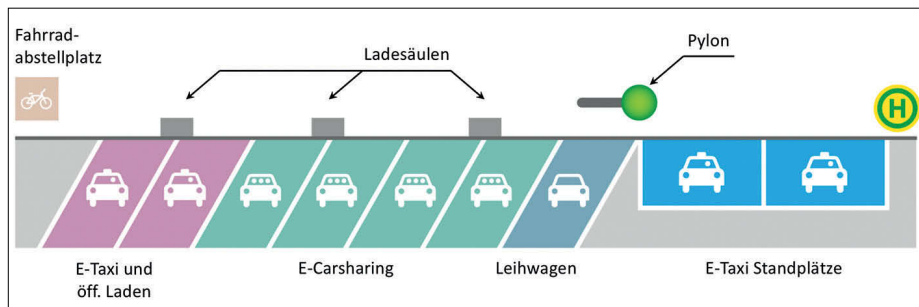 Fahrrad-
abstellplatz
Ladesäulen
Pylon
H
E-Taxi und
öff. Laden
E-Carsharing
Leihwagen
E-Taxi Standplätze